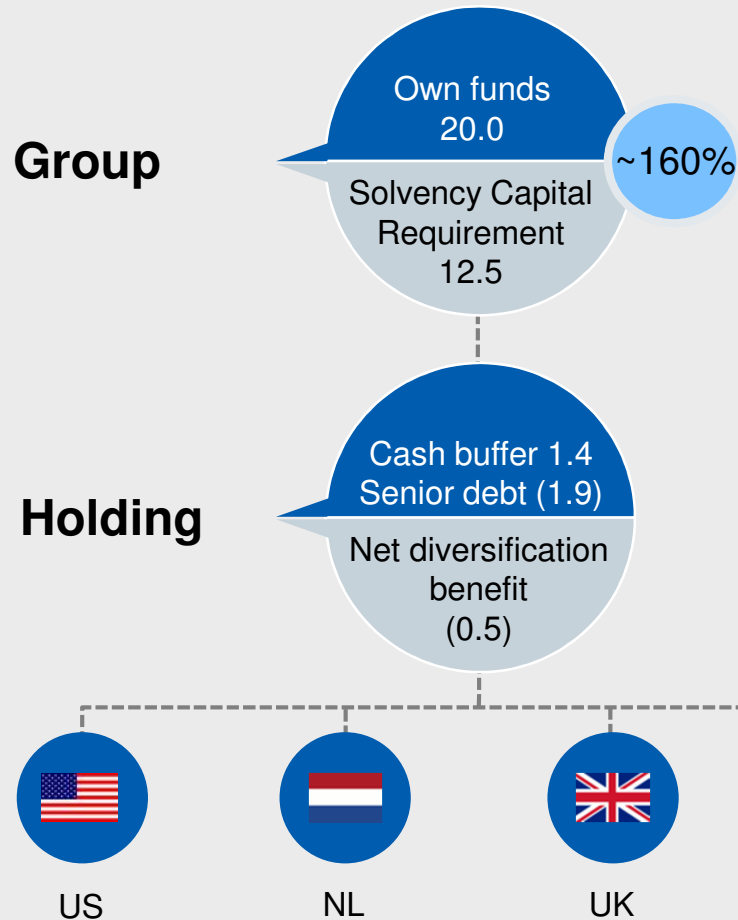 Own funds
20.0
Group
~160%
Solvency Capital
Requirement
12.5
Cash buffer 1.4
Senior debt (1.9)
Holding
Net diversification
benefit
(0.5)
US
NL
UK